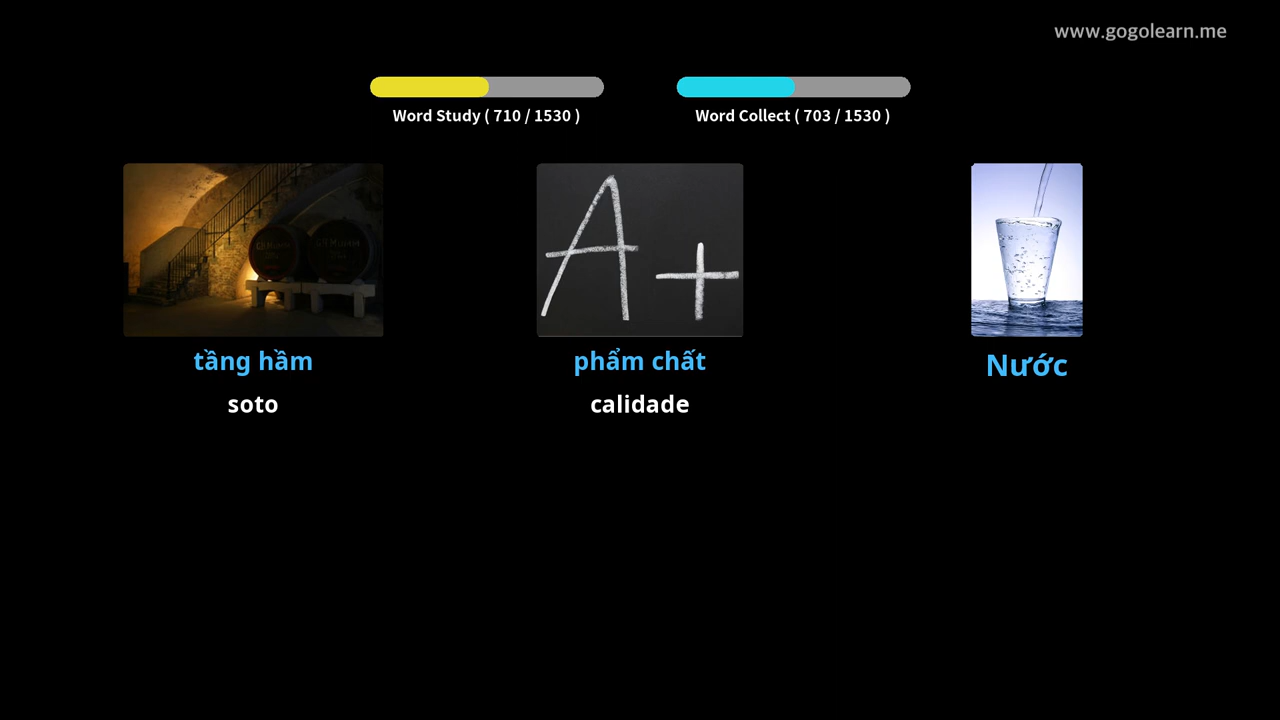 www.gogolearn.me
Word Study ( 710 / 1530 )
Word Collect ( 703 / 1530 )
tầng hầm
phẩm chất
Nước
soto
calidade